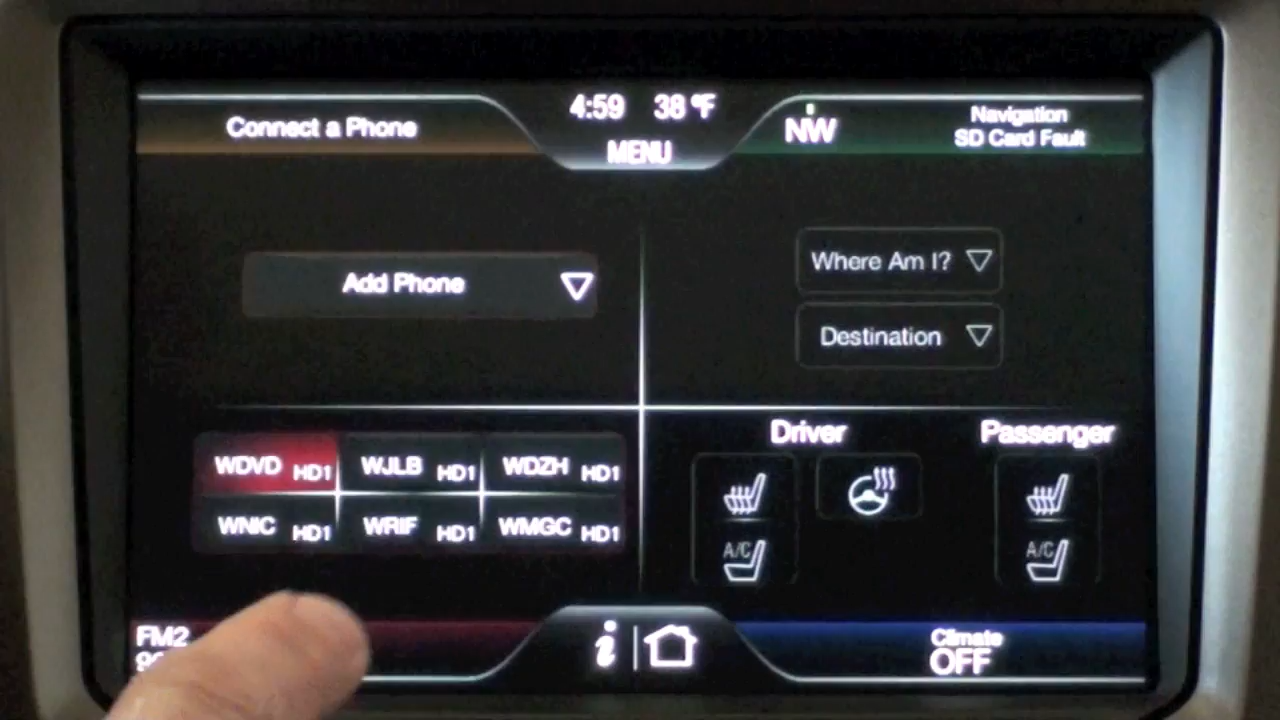 4:59 38 °F
Connect a Phone
MENU
NW
Navigation
SD Card Fault
Add Phone
Where Am I?
Destination
WDVD HD1
WJLB HD1
WDZH HD1
WNIC HD1
WRIF HD1
WMGC HD1
Driver
Passenger
A/C
A/C
FM2
i
Climate
OFF